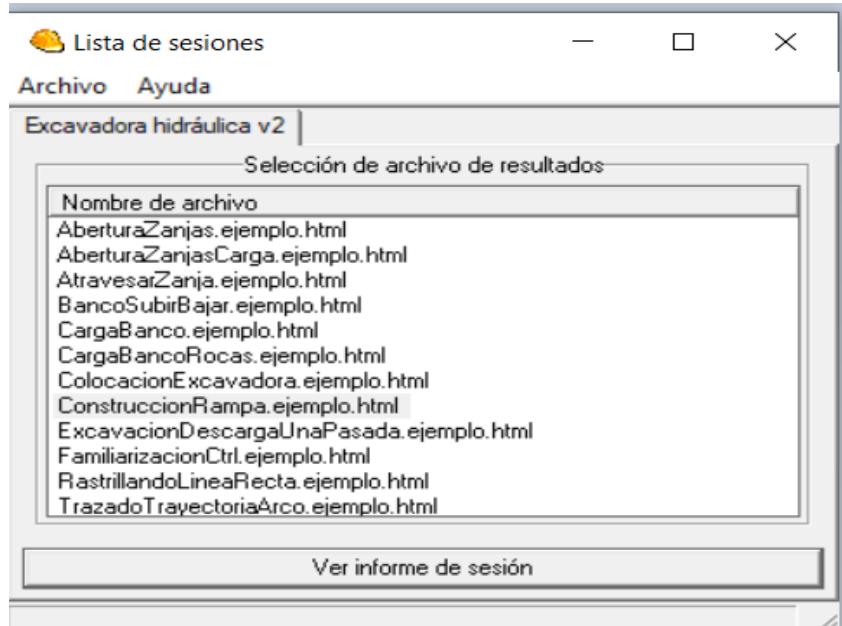 Lista de sesiones
Archivo Ayuda
Excavadora hidráulica v2
Selección de archivo de resultados
Nombre de archivo
AberturaZanjas.ejemplo.html
AberturaZanjasCarga.ejemplo.html
AtravesarZanja.ejemplo.html
BancoSubirBajar.ejemplo.html
CargaBanco.ejemplo.html
CargaBancoRocas.ejemplo.html
ColocacionExcavadora.ejemplo.html
ConstruccionRampa.ejemplo.html
ExcavacionDescargaUnaPasada.ejemplo.html
FamiliarizacionCtrl.ejemplo.html
RastrillandoLineaRecta.ejemplo.html
TrazadoTrayectoriaArco.ejemplo.html
Ver informe de sesión